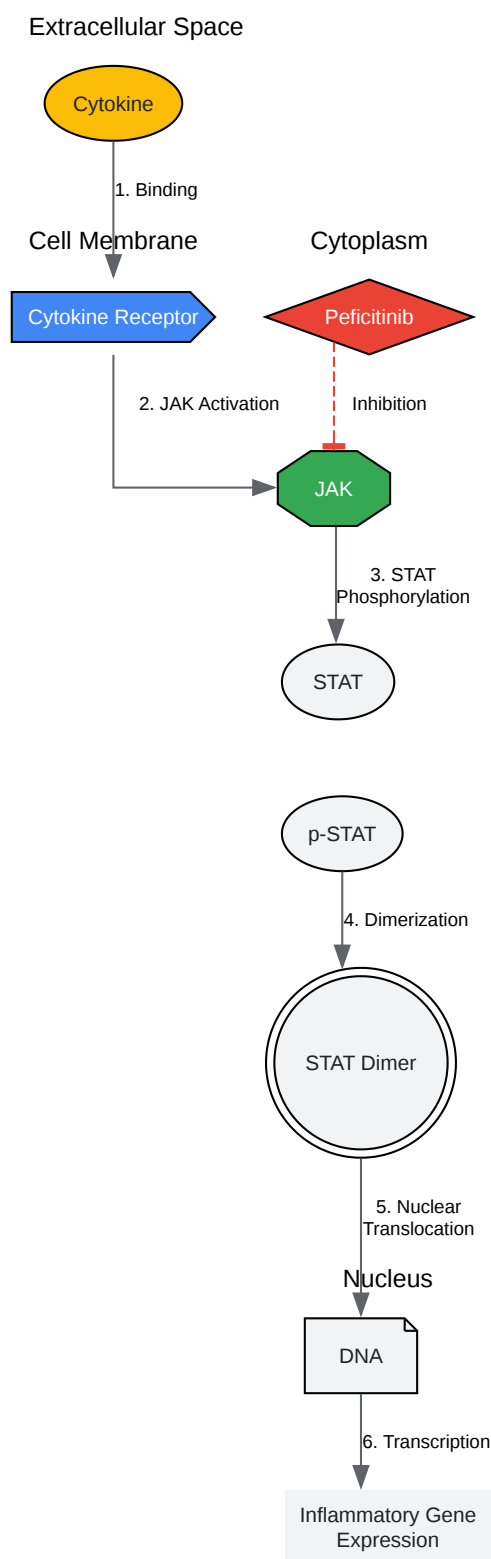 Extracellular Space
Cytokine
1. Binding
Cell Membrane
Cytoplasm
Cytokine Receptor
Peficitinib
2. JAK Activation
Inhibition
JAK
3. STAT
Phosphorylation
STAT
p-STAT
4. Dimerization
STAT Dimer
5. Nuclear
Translocation
Nucleus
DNA
6. Transcription
Inflammatory Gene
Expression